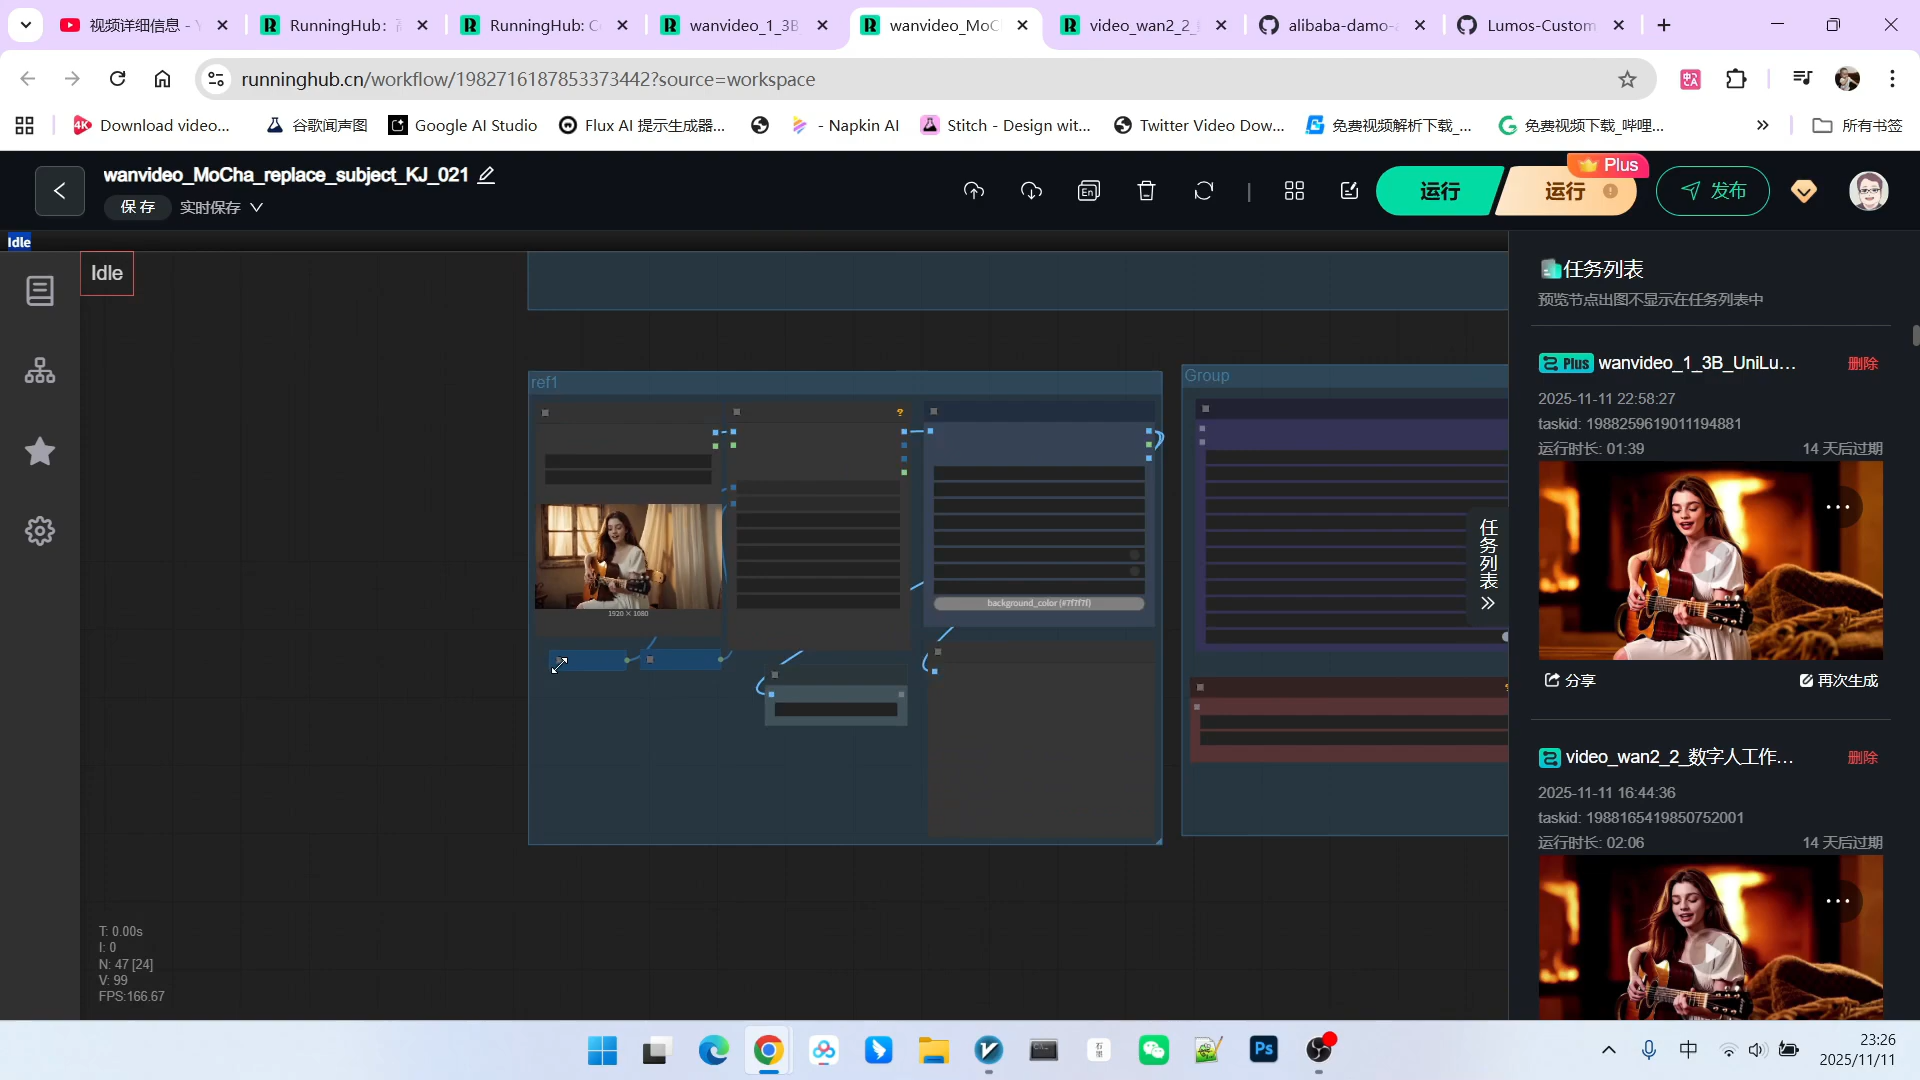 视频详细信息 - Y
RunningHub: 
RunningHub: C
wanvideo_1_3B
wanvideo_MoC
video_wan2_2_
alibaba-damo-
Lumos-Custom
runninghub.cn/workflow/1982716187853373442?source=workspace
4K
Download video...
谷歌闻声图
Google AI Studio
Flux AI 提示生成器...
- Napkin AI
Stitch - Design wit...
Twitter Video Dow...
免费视频解析下载_...
免费视频下载_哔哩...
所有书签
wanvideo_MoCha_replace_subject_KJ_021
保存
实时保存
En
运行
运行
Plus
发布
Idle
Idle
任务列表
预览节点出图不显示在任务列表中
Plus
wanvideo_1_3B_UniLu...
删除
2025-11-11 22:58:27
taskid: 1988259619011194881
运行时长: 01:39
14 天后过期
分享
再次生成
video_wan2_2_数字人工作...
删除
2025-11-11 16:44:36
taskid: 1988165419850752001
运行时长: 02:06
14 天后过期
ref1
?
1920 × 1080
background_color (#7f7f7f)
Group
任务列表
T: 0.00s
I: 0
N: 47 [24]
V: 99
FPS:166.67
Ps
中
23:26
2025/11/11